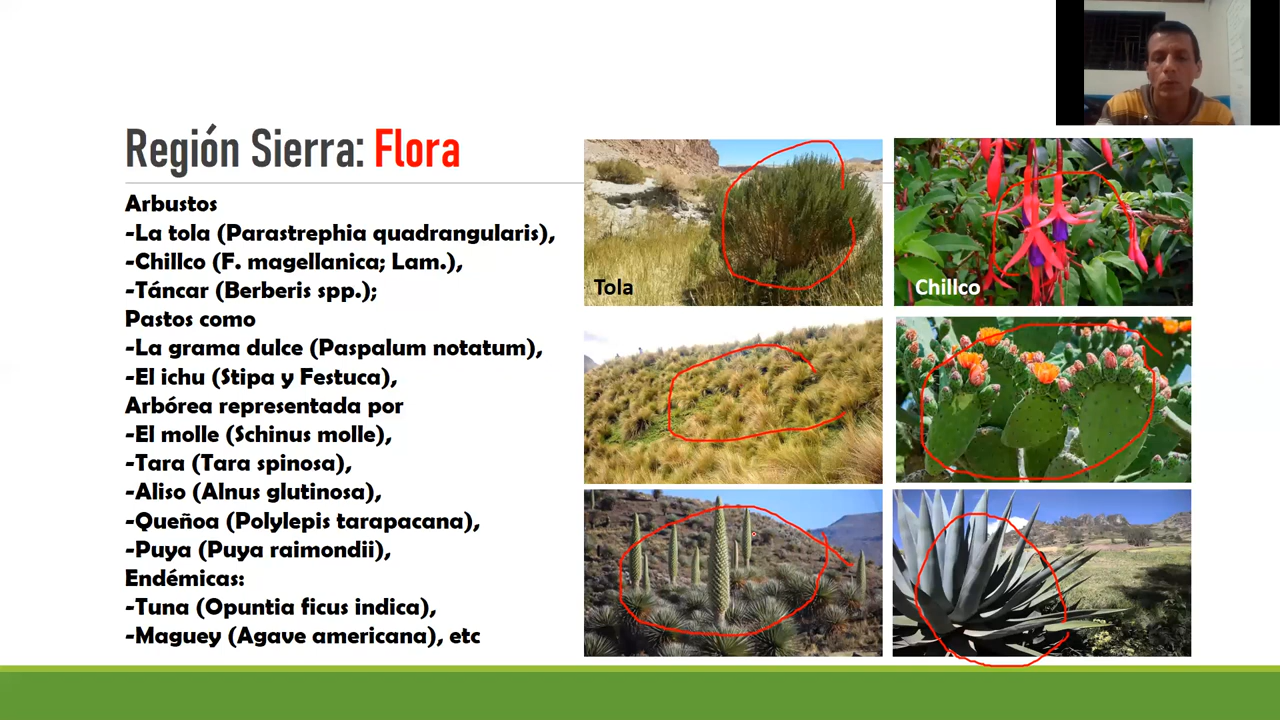 Región Sierra: Flora
Arbustos
-La tola (Parastrephia quadrangularis),
-Chillco (F. magellanica; Lam.),
-Táncar (Berberis spp.);
Pastos como
-La grama dulce (Paspalum notatum),
-El ichu (Stipa y Festuca),
Arbórea representada por
-El molle (Schinus molle),
-Tara (Tara spinosa),
-Aliso (Alnus glutinosa),
-Queñoa (Polylepis tarapacana),
-Puya (Puya raimondii),
Endémicas:
-Tuna (Opuntia ficus indica),
-Maguey (Agave americana), etc
Tola
Chillco